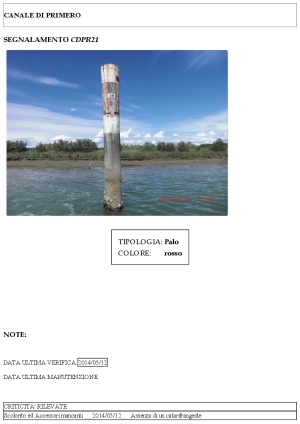 CANALE DI PRIMERO
SEGNALAMENTO CDPR21
TIPOLOGIA: Palo
COLORE: rosso
NOTE:
DATA ULTIMA VERIFICA 2014/05/12
DATA ULTIMA MANUTENZIONE
CRITICITA' RILEVATE
Scolorito ed Accessori mancanti 2014/05/12 Assenza di un catarifrangente